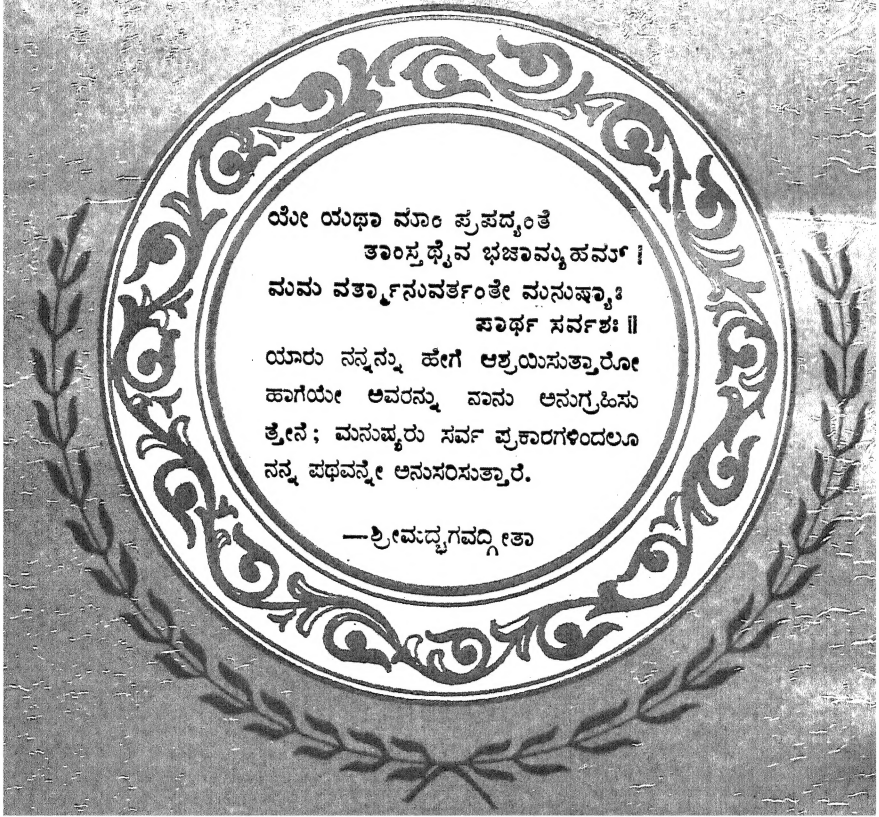 ಯೇ ಯಥಾ ಮಾಂ ಪ್ರಪದ್ಯಂತೆ
ತಾಂಸ್ತಥೈವ ಭಜಾಮ್ಯಹಮ್ |
ಮಮ ವರ್ತ್ಮಾನುವರ್ತಂತೇ ಮನುಷ್ಯಾಃ
ಪಾರ್ಥ ಸರ್ವಶಃ ||
ಯಾರು ನನ್ನನ್ನು ಹೇಗೆ ಆಶ್ರಯಿಸುತ್ತಾರೋ
ಹಾಗೆಯೇ ಅವರನ್ನು ನಾನು ಅನುಗ್ರಹಿಸು
ತ್ತೇನೆ ; ಮನುಷ್ಯರು ಸರ್ವ ಪ್ರಕಾರಗಳಿಂದಲೂ
ನನ್ನ ಪಥವನ್ನೇ ಅನುಸರಿಸುತ್ತಾರೆ.
—ಶ್ರೀಮದ್ಭಗವದ್ಗೀತಾ